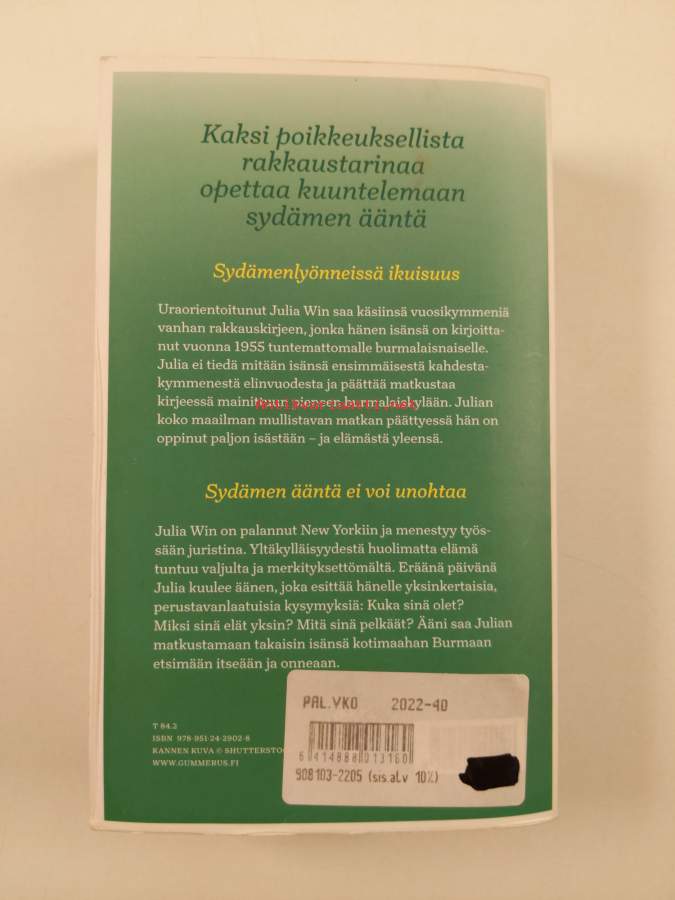 Kaksi poikkeuksellista
rakkaustarinaa
opettaa kuuntelemaan
sydämen ääntä
Sydämenlyönneissä ikuisuus
Uraorientoitunut Julia Win saa käsiinsä vuosikymmeniä
vanhan rakkauskirjeen, jonka hänen isänsä on kirjoitta-
nut vuonna 1955 tuntemattomalle burmalaisnaiselle.
Julia ei tiedä mitään isänsä ensimmäisestä kahdesta-
kymmenestä elinvuodesta ja päättää matkustaa
kirjeessä mainittuun pieneen burmalaiskylään. Julian
koko maailman mullistavan matkan päättyessä hän on
oppinut paljon isästään – ja elämästä yleensä.
Sydämen ääntä ei voi unohtaa
Julia Win on palannut New Yorkiin ja menestyy työs-
sään juristina. Yltäkylläisyydestä huolimatta elämä
tuntuu valjulta ja merkityksettömältä. Eräänä päivänä
Julia kuulee äänen, joka esittää hänelle yksinkertaisia,
perustavanlaatuisia kysymyksiä: Kuka sinä olet?
Miksi sinä elät yksin? Mitä sinä pelkäät? Ääni saa Julian
matkustamaan takaisin isänsä kotimaahan Burmaan
etsimään itseään ja onneaan.
T 84.2
ISBN 978-951-24-2902-8
KANNEN KUVA © SHUTTERSTOC
WWW.GUMMERUS.FI
PAL.VKO 2022-40
6 414888 013160
908103-2205 (sis.alv 10%)